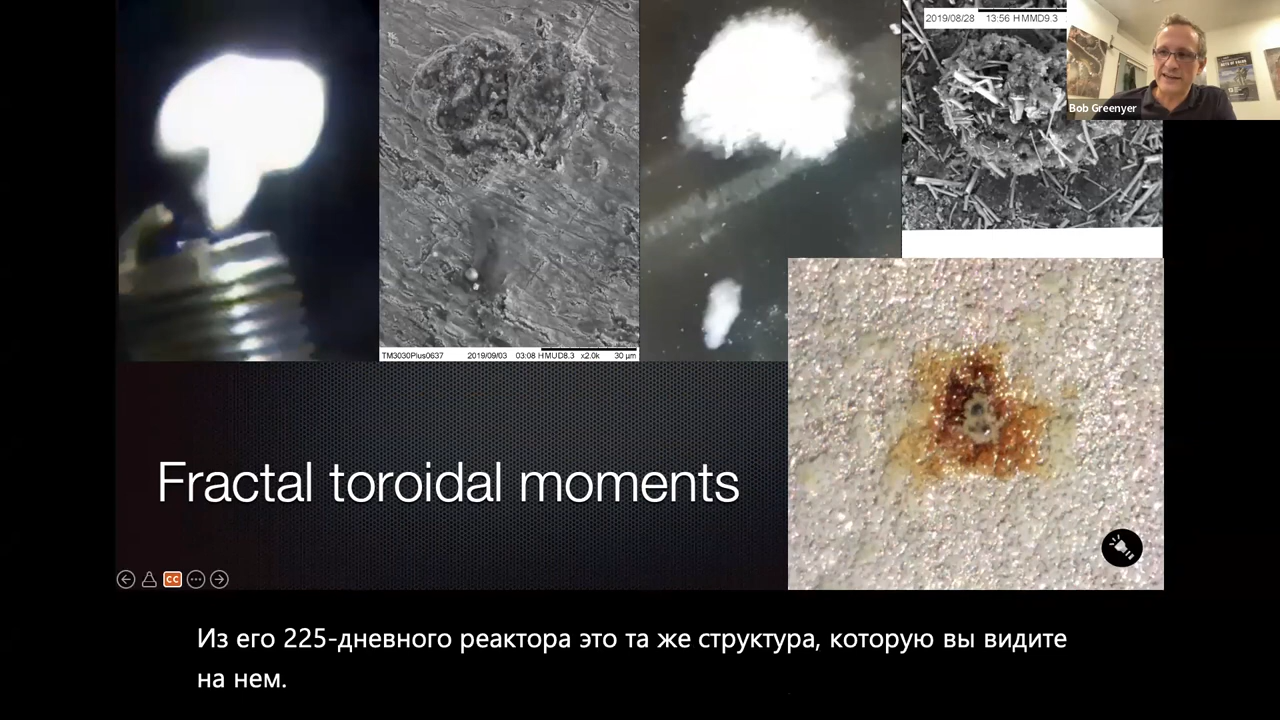 2019/08/28 13:56 HMMD9.3
Bob Greenyer
TM3030Plus0637 2019/09/03 03:08 HMUD8.3 x2.0k 30 µm
Fractal toroidal moments
CC
Из его 225-дневного реактора это та же структура, которую вы видите
на нем.